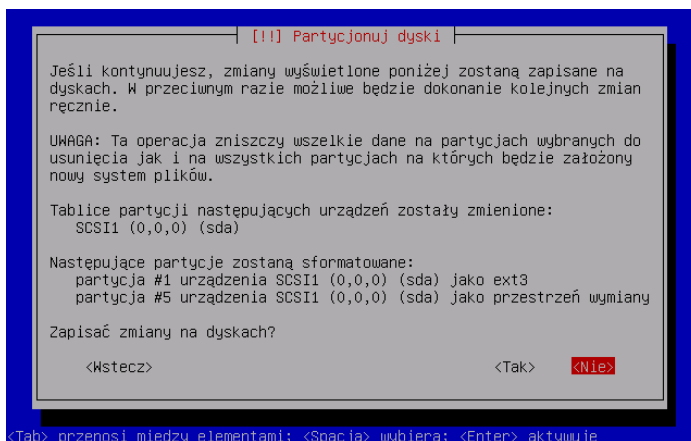 [!!] Partycjonuj dyski
Jeśli kontynuujesz, zmiany wyświetlone poniżej zostaną zapisane na
dyskach. W przeciwnym razie możliwe będzie dokonanie kolejnych zmian
ręcznie.
UWAGA: Ta operacja zniszczy wszelkie dane na partycjach wybranych do
usunięcia jak i na wszystkich partycjach na których będzie założony
nowy system plików.
Tablice partycji następujących urządzeń zostały zmienione:
SCSI1 (0,0,0) (sda)
Następujące partycje zostaną sformatowane:
partycja #1 urządzenia SCSI1 (0,0,0) (sda) jako ext3
partycja #5 urządzenia SCSI1 (0,0,0) (sda) jako przestrzeń wymiany
Zapisać zmiany na dyskach?
<Wstecz> <Tak> <Nie>
<Tab> przenosi między elementami; <Spacja> wybiera; <Enter> aktywuje